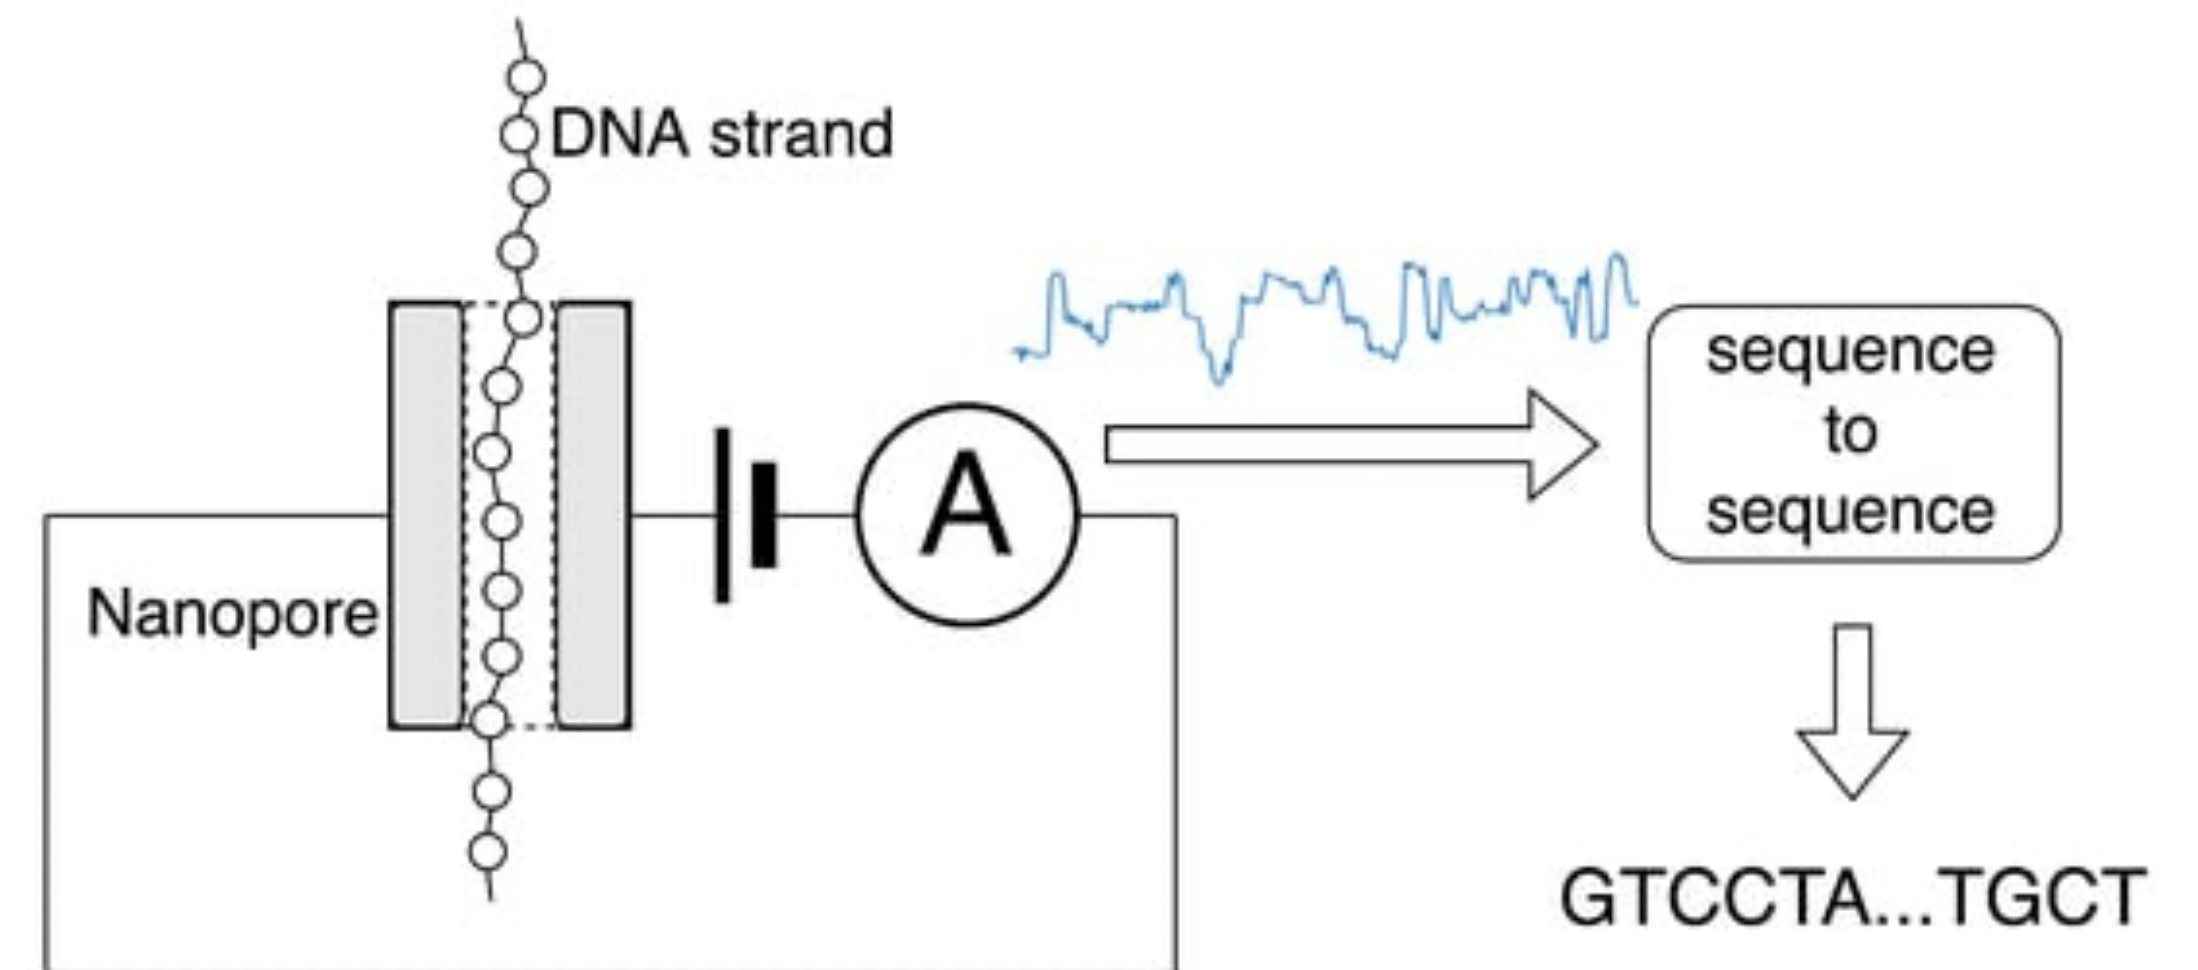 DNA strand
Nanopore
A
sequence
to
sequence
GTCCTA...TGCT